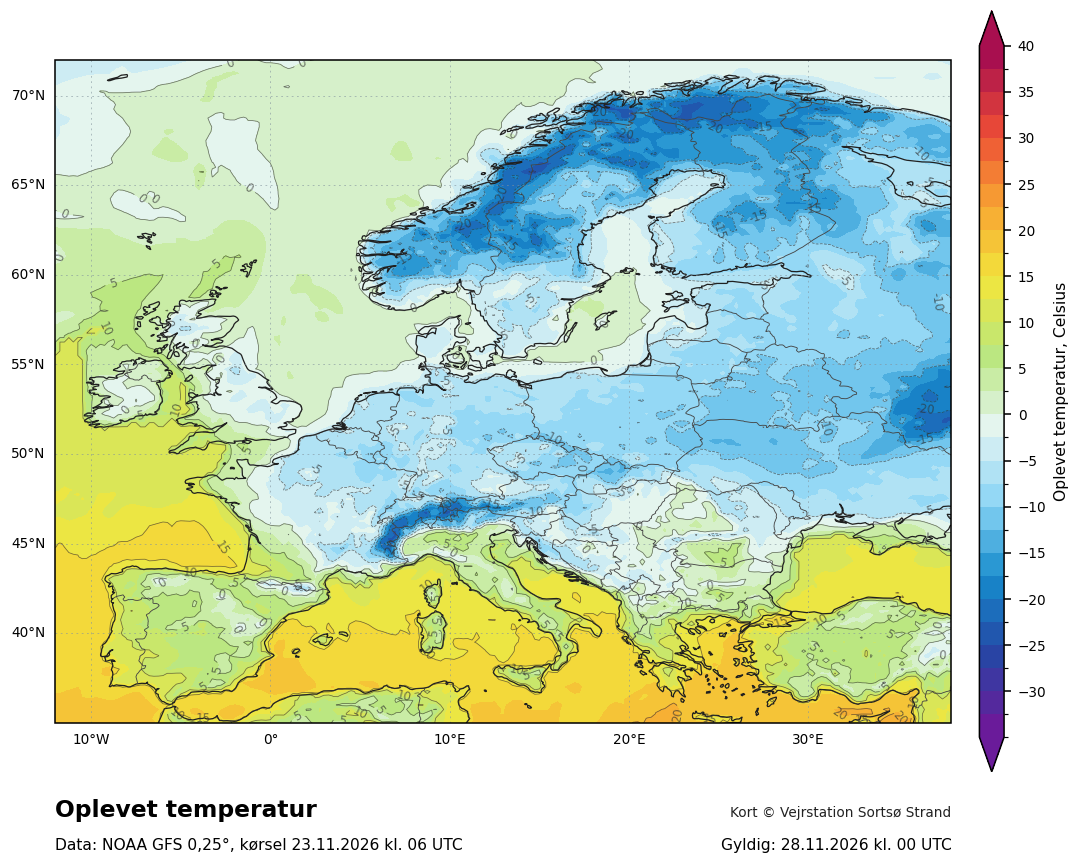 40
35
30
25
20
15
10
5
0
−5
−10
−15
−20
−25
−30
Oplevet temperatur, Celsius
70°N
65°N
60°N
55°N
50°N
45°N
40°N
10°W 0° 10°E 20°E 30°E
Oplevet temperatur
Kort © Vejrstation Sortsø Strand
Data: NOAA GFS 0,25°, kørsel 23.11.2026 kl. 06 UTC
Gyldig: 28.11.2026 kl. 00 UTC